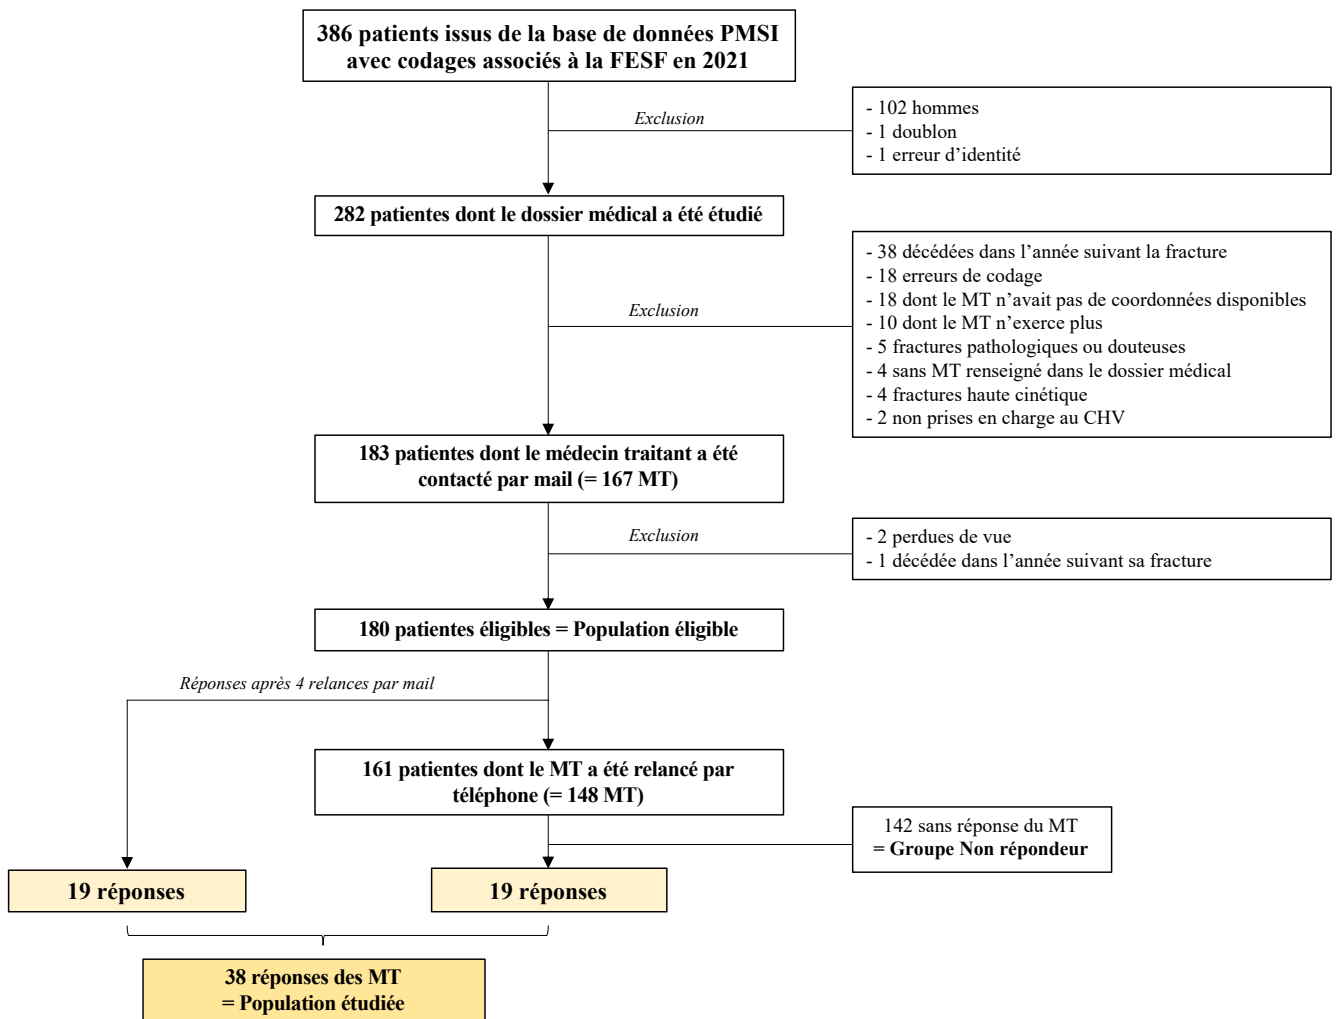 386 patients issus de la base de données PMSI
avec codages associés à la FESF en 2021
Exclusion
- 102 hommes
- 1 doublon
- 1 erreur d’identité
282 patientes dont le dossier médical a été étudié
Exclusion
- 38 décédées dans l’année suivant la fracture
- 18 erreurs de codage
- 18 dont le MT n’avait pas de coordonnées disponibles
- 10 dont le MT n’exerce plus
- 5 fractures pathologiques ou douteuses
- 4 sans MT renseigné dans le dossier médical
- 4 fractures haute cinétique
- 2 non prises en charge au CHV
183 patientes dont le médecin traitant a été
contacté par mail (= 167 MT)
Exclusion
- 2 perdues de vue
- 1 décédée dans l’année suivant sa fracture
180 patientes éligibles = Population éligible
Réponses après 4 relances par mail
161 patientes dont le MT a été relancé par
téléphone (= 148 MT)
142 sans réponse du MT
= Groupe Non répondeur
19 réponses
19 réponses
38 réponses des MT
= Population étudiée